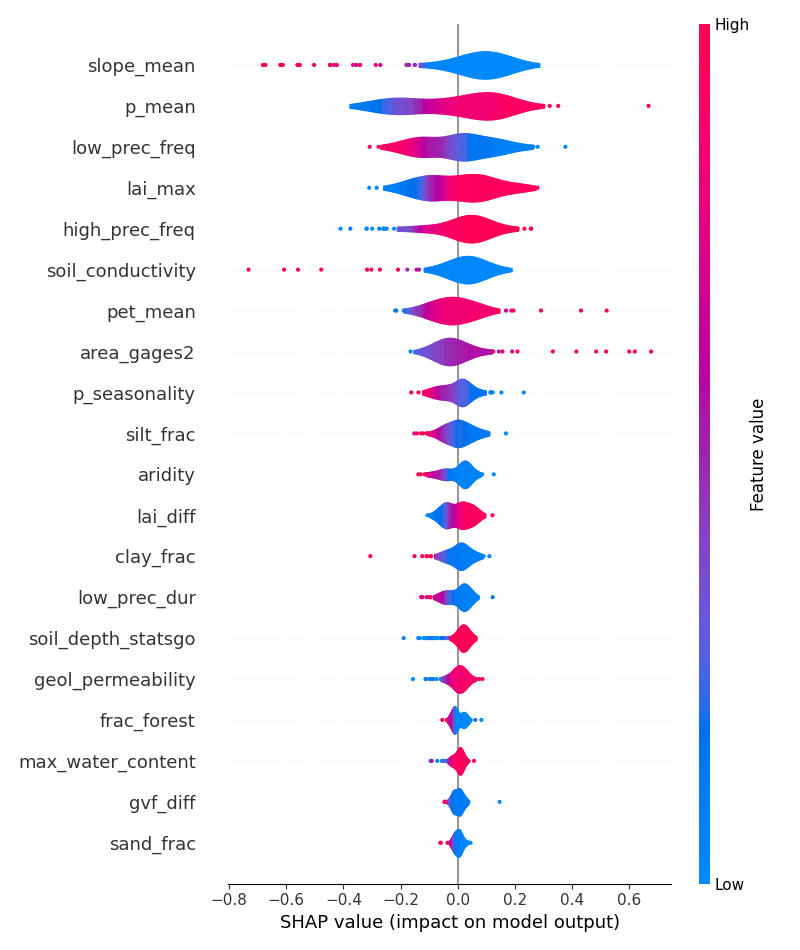 High
slope_mean
p_mean
low_prec_freq
lai_max
high_prec_freq
soil_conductivity
pet_mean
area_gages2
p_seasonality
silt_frac
aridity
lai_diff
clay_frac
low_prec_dur
soil_depth_statsgo
geol_permeability
frac_forest
max_water_content
gvf_diff
sand_frac
Feature value
Low
−0.8 −0.6 −0.4 −0.2 0.0 0.2 0.4 0.6
SHAP value (impact on model output)